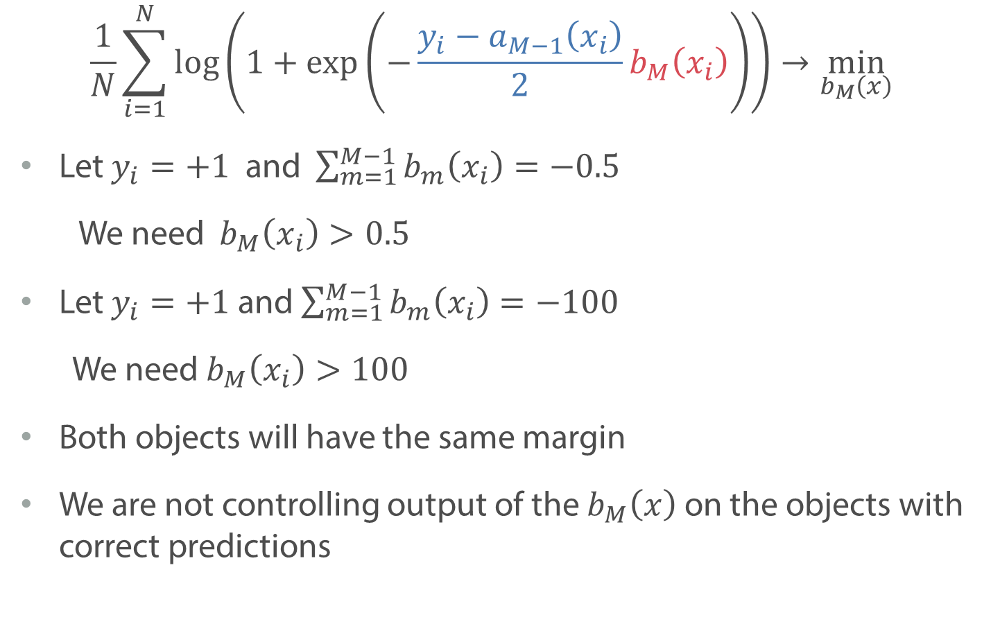 $\frac{1}{N}\sum_{i=1}^{N}\log\left(1+\exp\left(-\frac{y_i-a_{M-1}(x_i)}{2}b_M(x_i)\right)\right)\to\min_{b_M(x)}$
• Let $y_i=+1$ and $\sum_{m=1}^{M-1}b_m(x_i)=-0.5$
We need $b_M(x_i)>0.5$
• Let $y_i=+1$ and $\sum_{m=1}^{M-1}b_m(x_i)=-100$
We need $b_M(x_i)>100$
• Both objects will have the same margin
• We are not controlling output of the $b_M(x)$ on the objects with
correct predictions